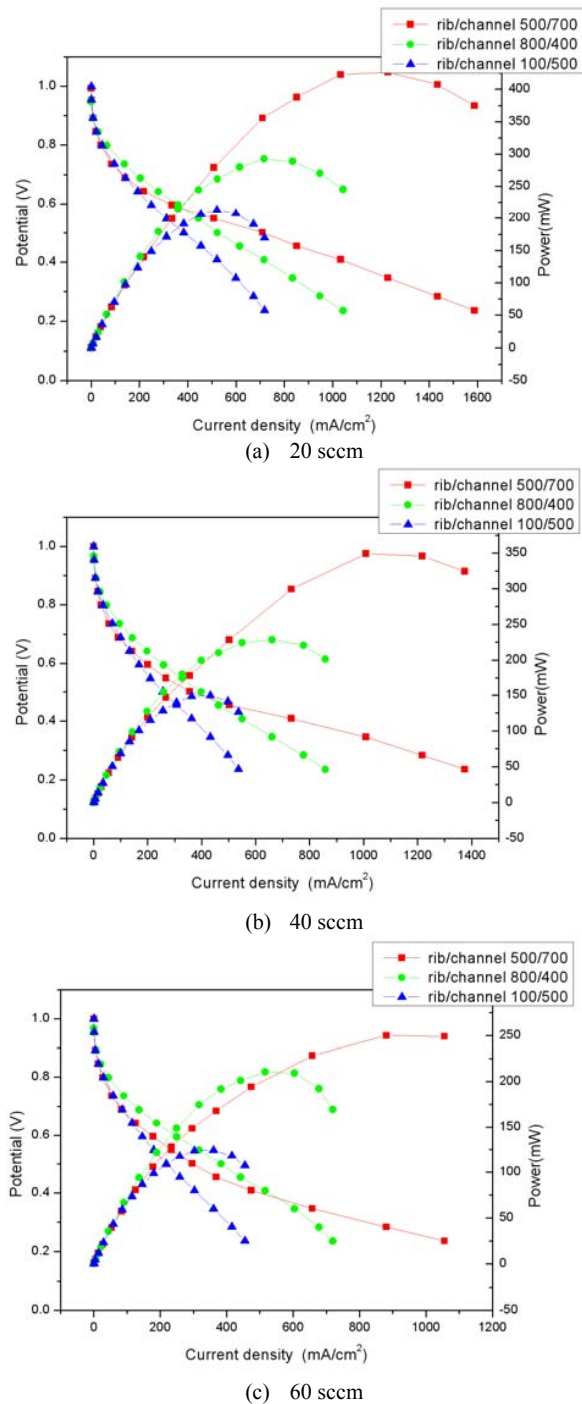 rib/channel 500/700
rib/channel 800/400
rib/channel 100/500
1.0
0.8
0.6
0.4
0.2
0.0
Potential (V)
400
350
300
250
200
150
100
50
0
-50
Power(mW)
0 200 400 600 800 1000 1200 1400 1600
Current density (mA/cm²)
(a) 20 sccm
rib/channel 500/700
rib/channel 800/400
rib/channel 100/500
1.0
0.8
0.6
0.4
0.2
0.0
Potential (V)
350
300
250
200
150
100
50
0
-50
Power(mW)
0 200 400 600 800 1000 1200 1400
Current density (mA/cm²)
(b) 40 sccm
rib/channel 500/700
rib/channel 800/400
rib/channel 100/500
1.0
0.8
0.6
0.4
0.2
0.0
Potential (V)
250
200
150
100
50
0
-50
Power(mW)
0 200 400 600 800 1000 1200
Current density (mA/cm²)
(c) 60 sccm